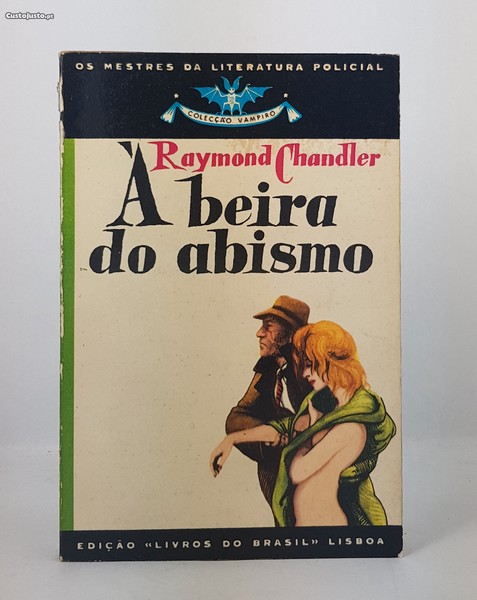 CustoJusto.pt
OS MESTRES DA LITERATURA POLICIAL
COLECÇÃO VAMPIRO
Raymond Chandler
À beira
do abismo
EDIÇÃO «LIVROS DO BRASIL» LISBOA